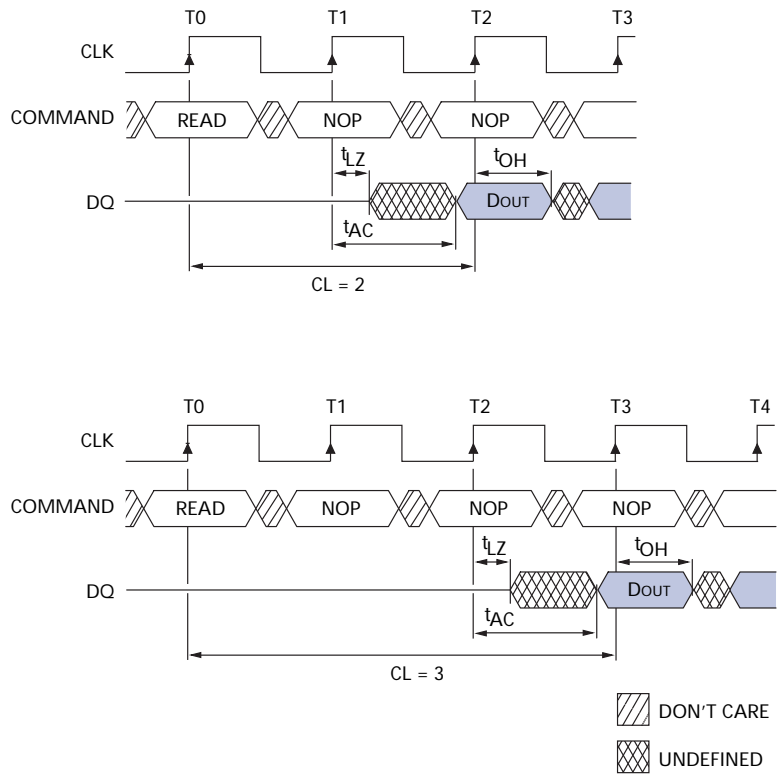 T0 T1 T2 T3
CLK
COMMAND READ NOP NOP
tLZ tOH
DQ DOUT
tAC
CL = 2
T0 T1 T2 T3 T4
CLK
COMMAND READ NOP NOP NOP
tLZ tOH
DQ DOUT
tAC
CL = 3
DON'T CARE
UNDEFINED